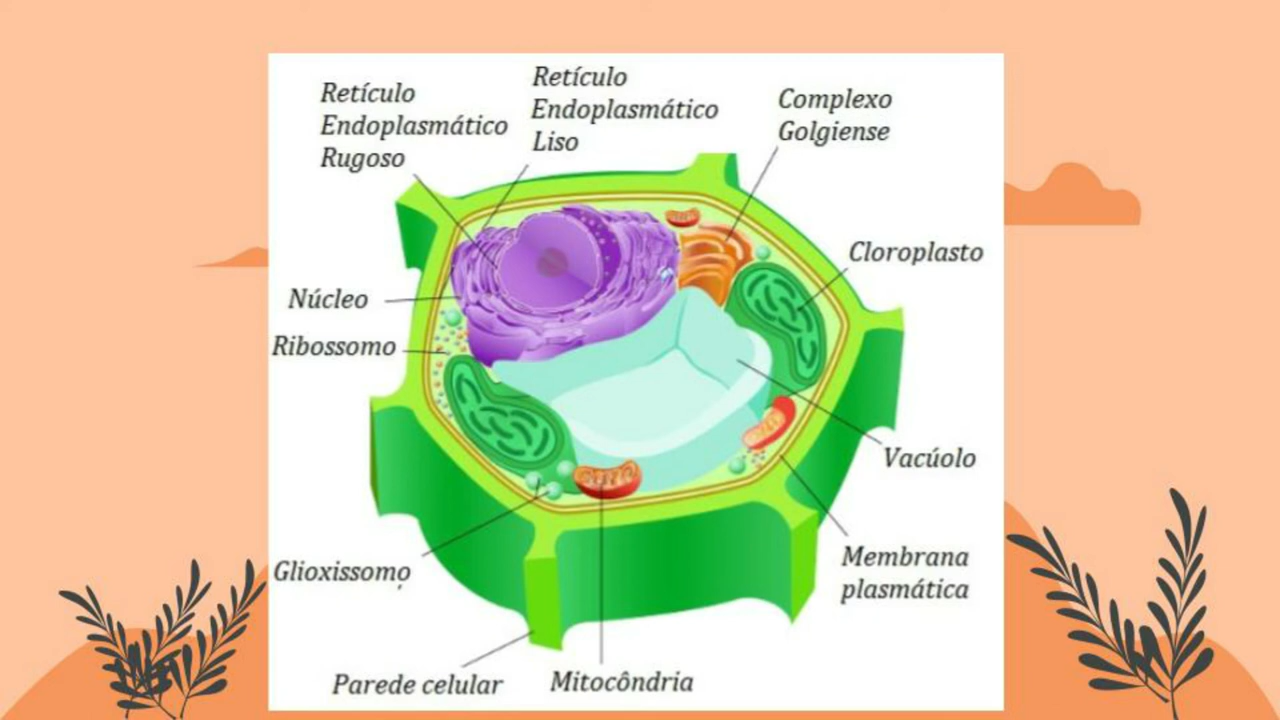 Retículo
Endoplasmático
Rugoso
Retículo
Endoplasmático
Liso
Complexo
Golgiense
Cloroplasto
Núcleo
Ribossomo
Vacúolo
Membrana
plasmática
Glioxissomo
Parede celular
Mitocôndria